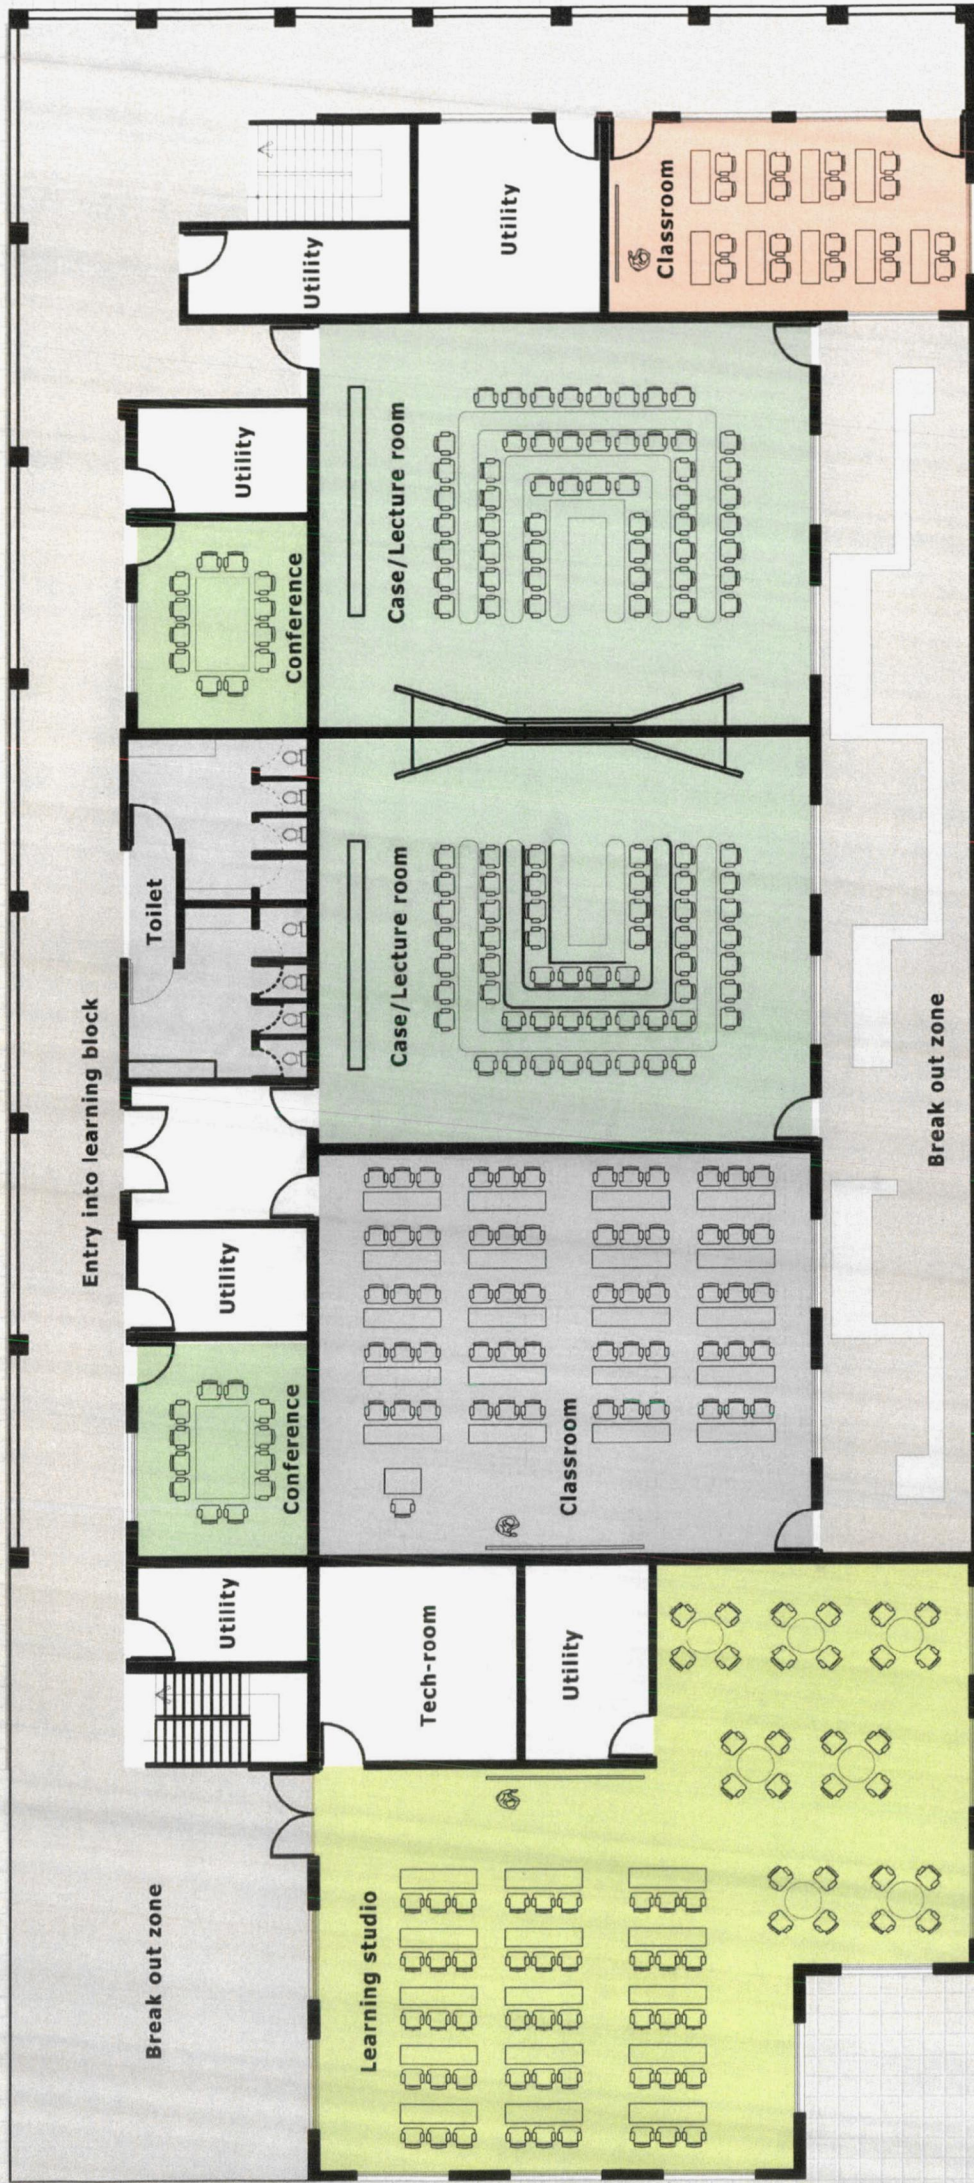 Entry into learning block
Break out zone
Toilet
Utility
Utility
Utility
Conference
Conference
Utility
Learning studio
Case/Lecture room
Case/Lecture room
Tech-room
Utility
Utility
Classroom
Classroom
Break out zone